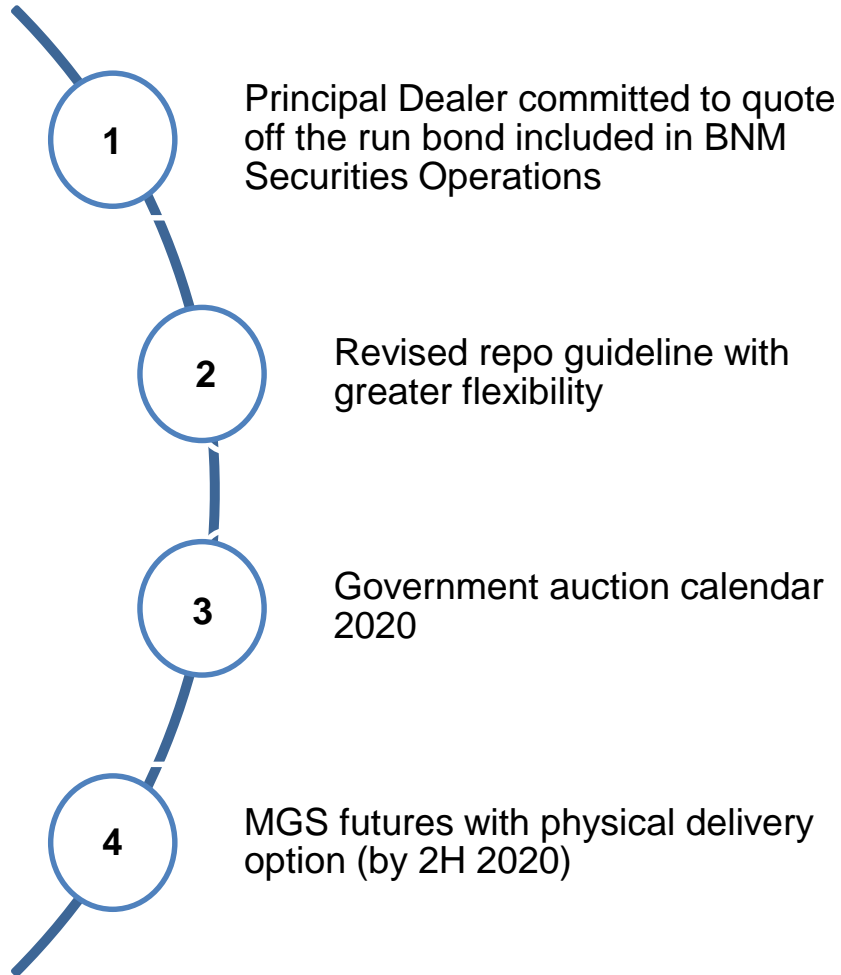 1
Principal Dealer committed to quote
off the run bond included in BNM
Securities Operations
2
Revised repo guideline with
greater flexibility
3
Government auction calendar
2020
4
MGS futures with physical delivery
option (by 2H 2020)